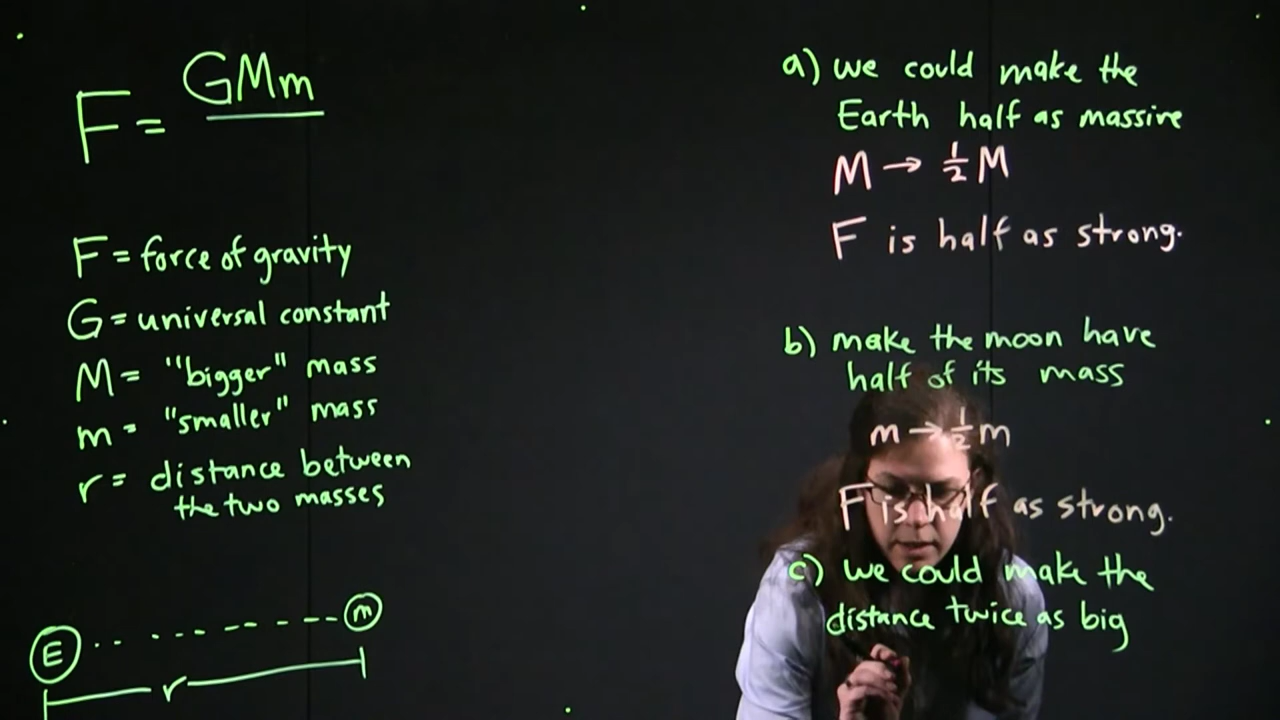 F = GMm
F = force of gravity
G = universal constant
M = "bigger" mass
m = "smaller" mass
r = distance between
the two masses
E
m
r
a) we could make the
Earth half as massive
M → ½ M
F is half as strong.
b) make the moon have
half of its mass
m → ½ m
F is half as strong.
c) we could make the
distance twice as big